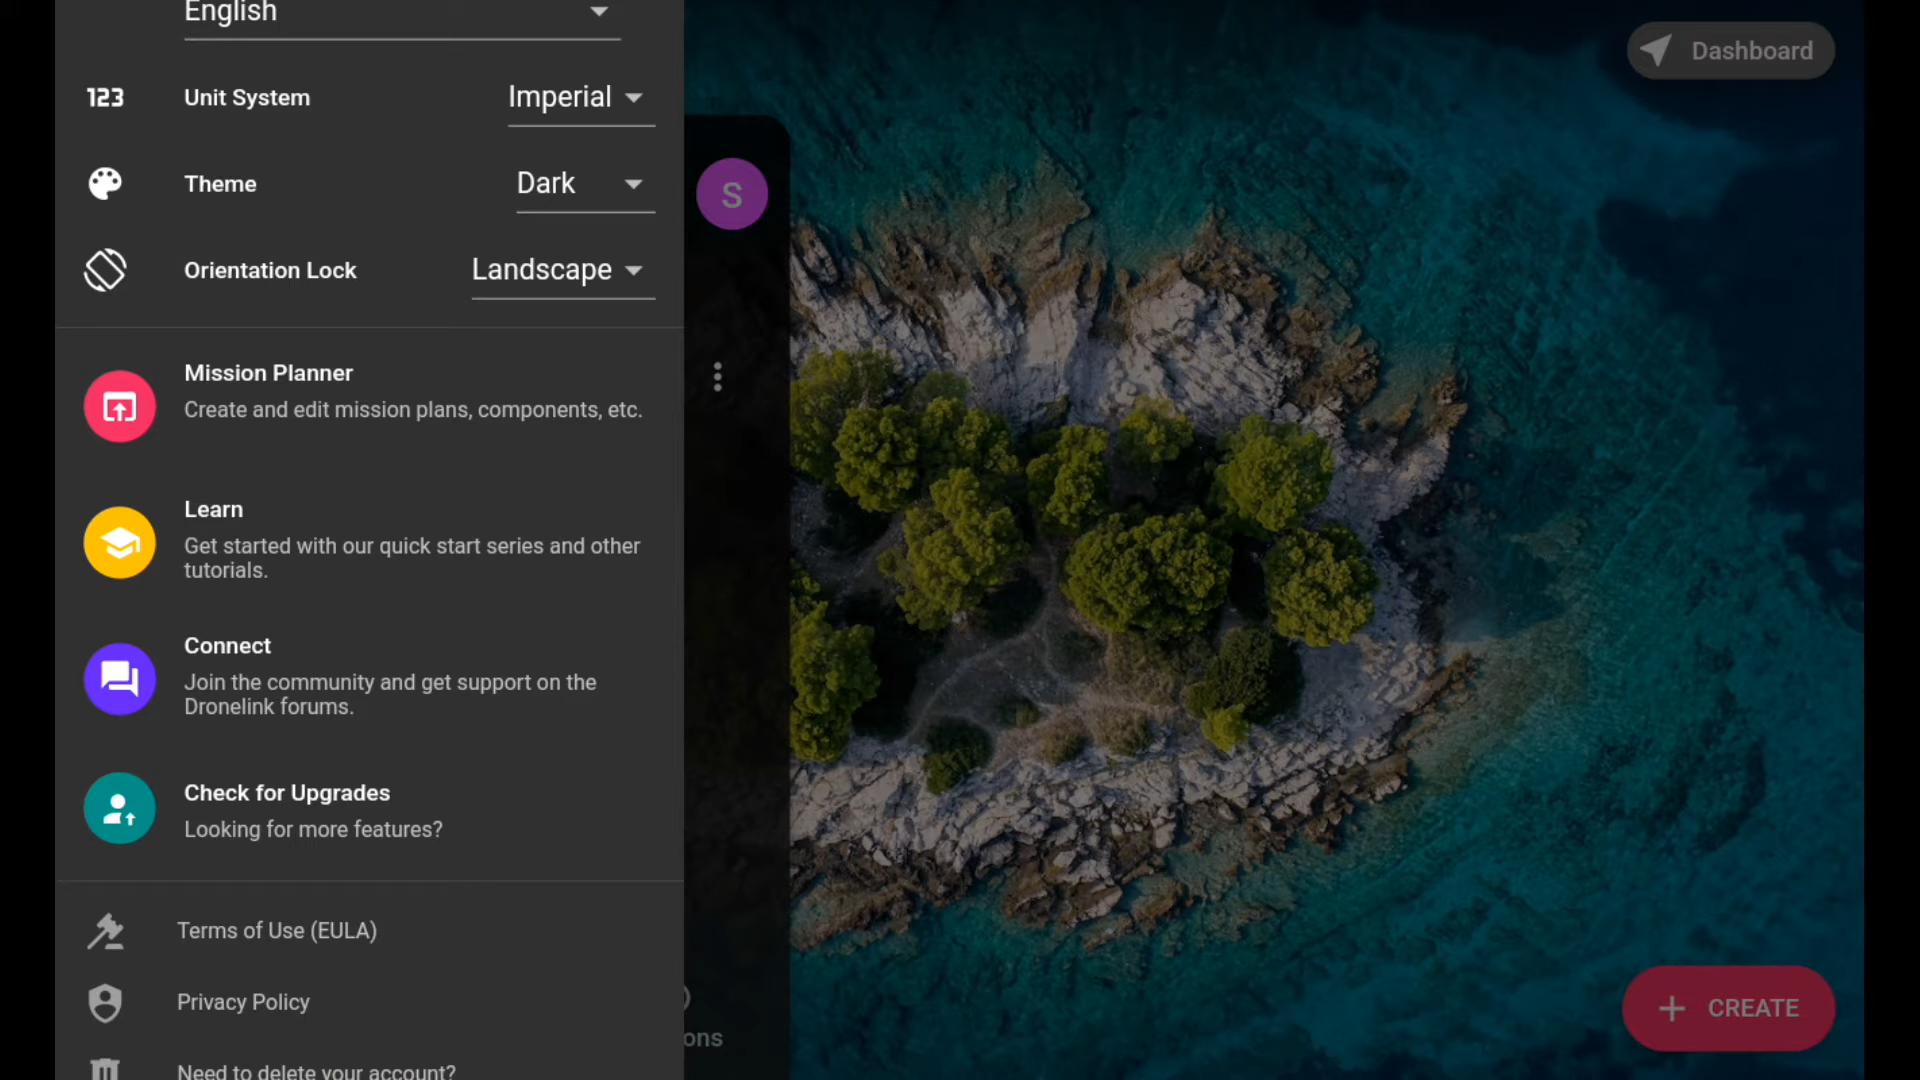 English
123 Unit System Imperial
Theme Dark
Orientation Lock Landscape
Mission Planner
Create and edit mission plans, components, etc.
Learn
Get started with our quick start series and other
tutorials.
Connect
Join the community and get support on the
Dronelink forums.
Check for Upgrades
Looking for more features?
Terms of Use (EULA)
Privacy Policy
Need to delete your account?
S
ons
Dashboard
CREATE